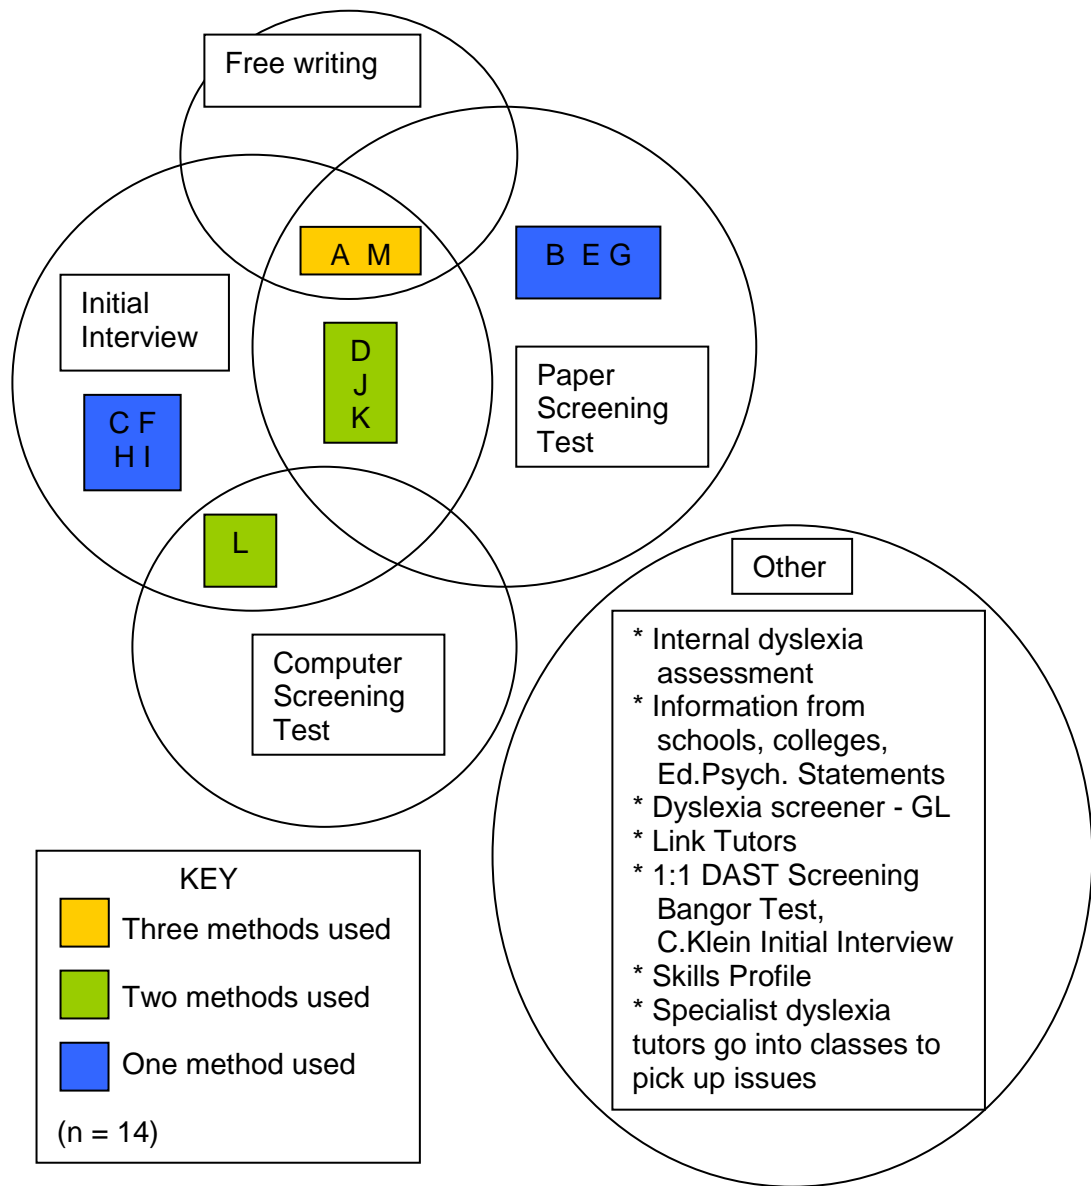 Free writing
A M
B E G
Initial
Interview
D
J
K
Paper
Screening
Test
C F
H I
L
Other
Computer
Screening
Test
* Internal dyslexia
assessment
* Information from
schools, colleges,
Ed.Psych. Statements
* Dyslexia screener - GL
* Link Tutors
* 1:1 DAST Screening
Bangor Test,
C.Klein Initial Interview
* Skills Profile
* Specialist dyslexia
tutors go into classes to
pick up issues
KEY
Three methods used
Two methods used
One method used
(n = 14)